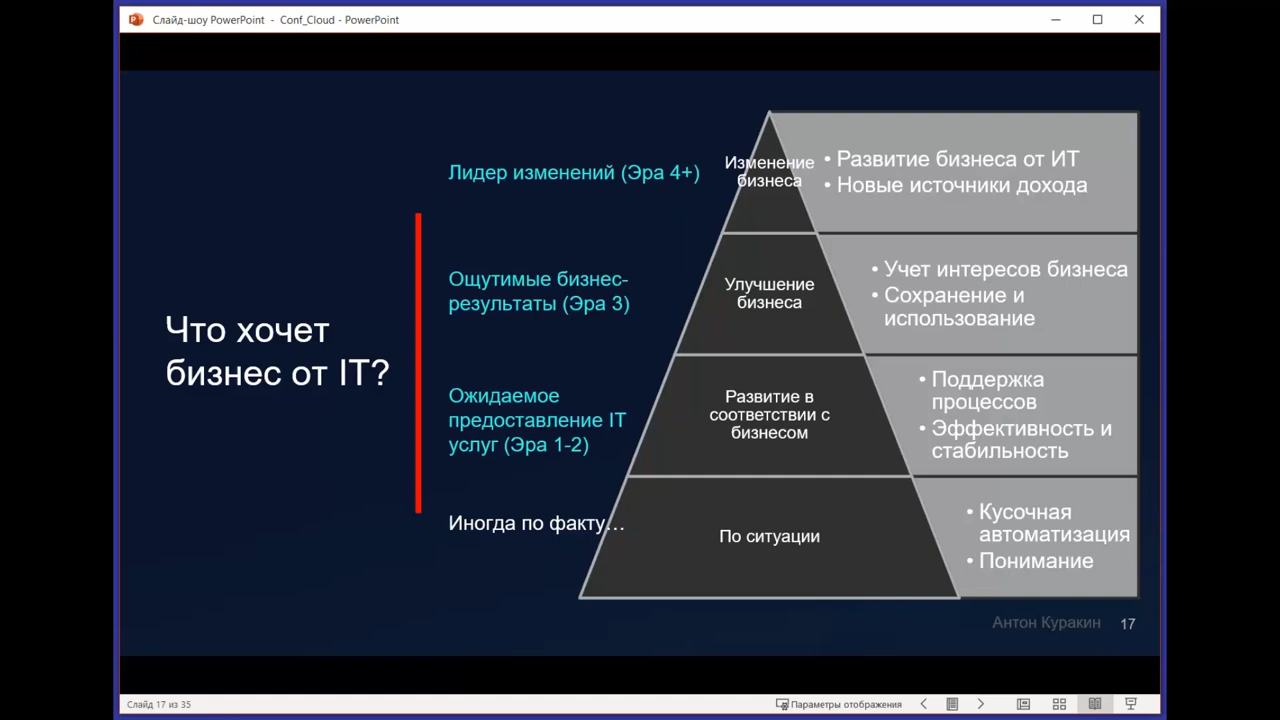 Слайд-шоу PowerPoint - Conf_Cloud - PowerPoint
Что хочет
бизнес от IT?
Лидер изменений (Эра 4+)
Изменение
бизнеса
• Развитие бизнеса от ИТ
• Новые источники дохода
Ощутимые бизнес-
результаты (Эра 3)
Улучшение
бизнеса
• Учет интересов бизнеса
• Сохранение и
использование
Ожидаемое
предоставление IT
услуг (Эра 1-2)
Развитие в
соответствии с
бизнесом
• Поддержка
процессов
• Эффективность и
стабильность
Иногда по факту…
По ситуации
• Кусочная
автоматизация
• Понимание
Антон Куракин 17
Слайд 17 из 35
Параметры отображения